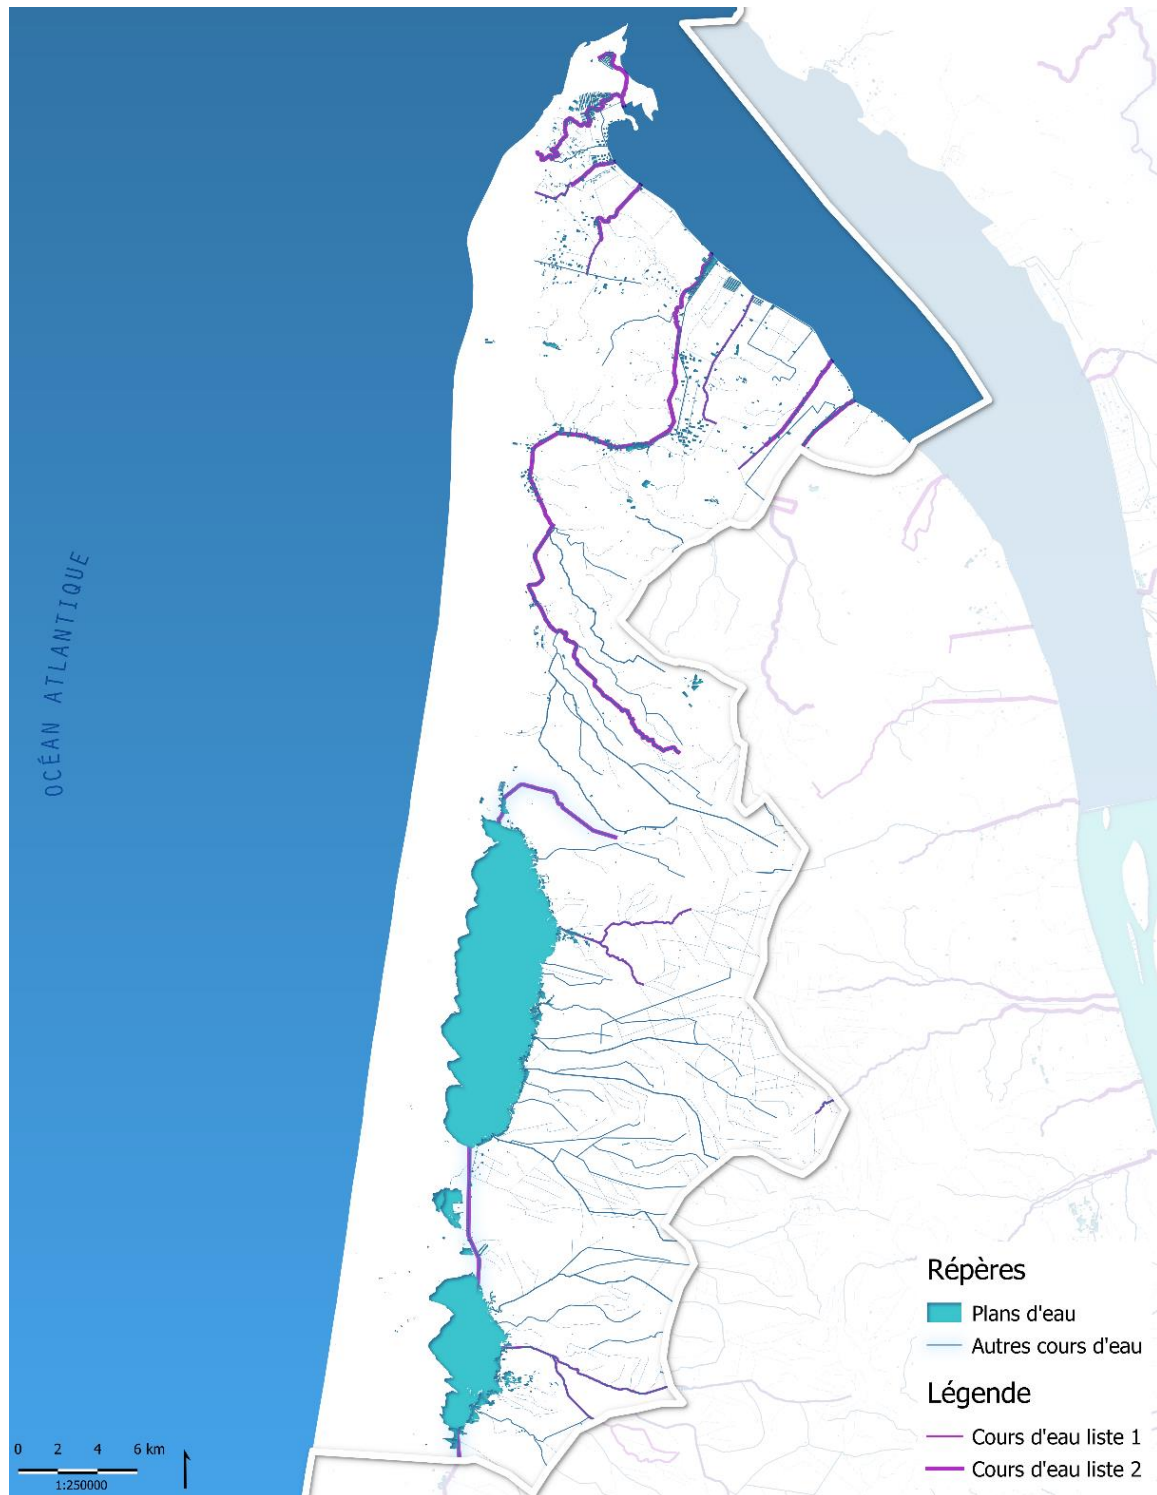 OCÉAN ATLANTIQUE
Répères
Plans d'eau
Autres cours d'eau
Légende
Cours d'eau liste 1
Cours d'eau liste 2
0 2 4 6 km
1:250000